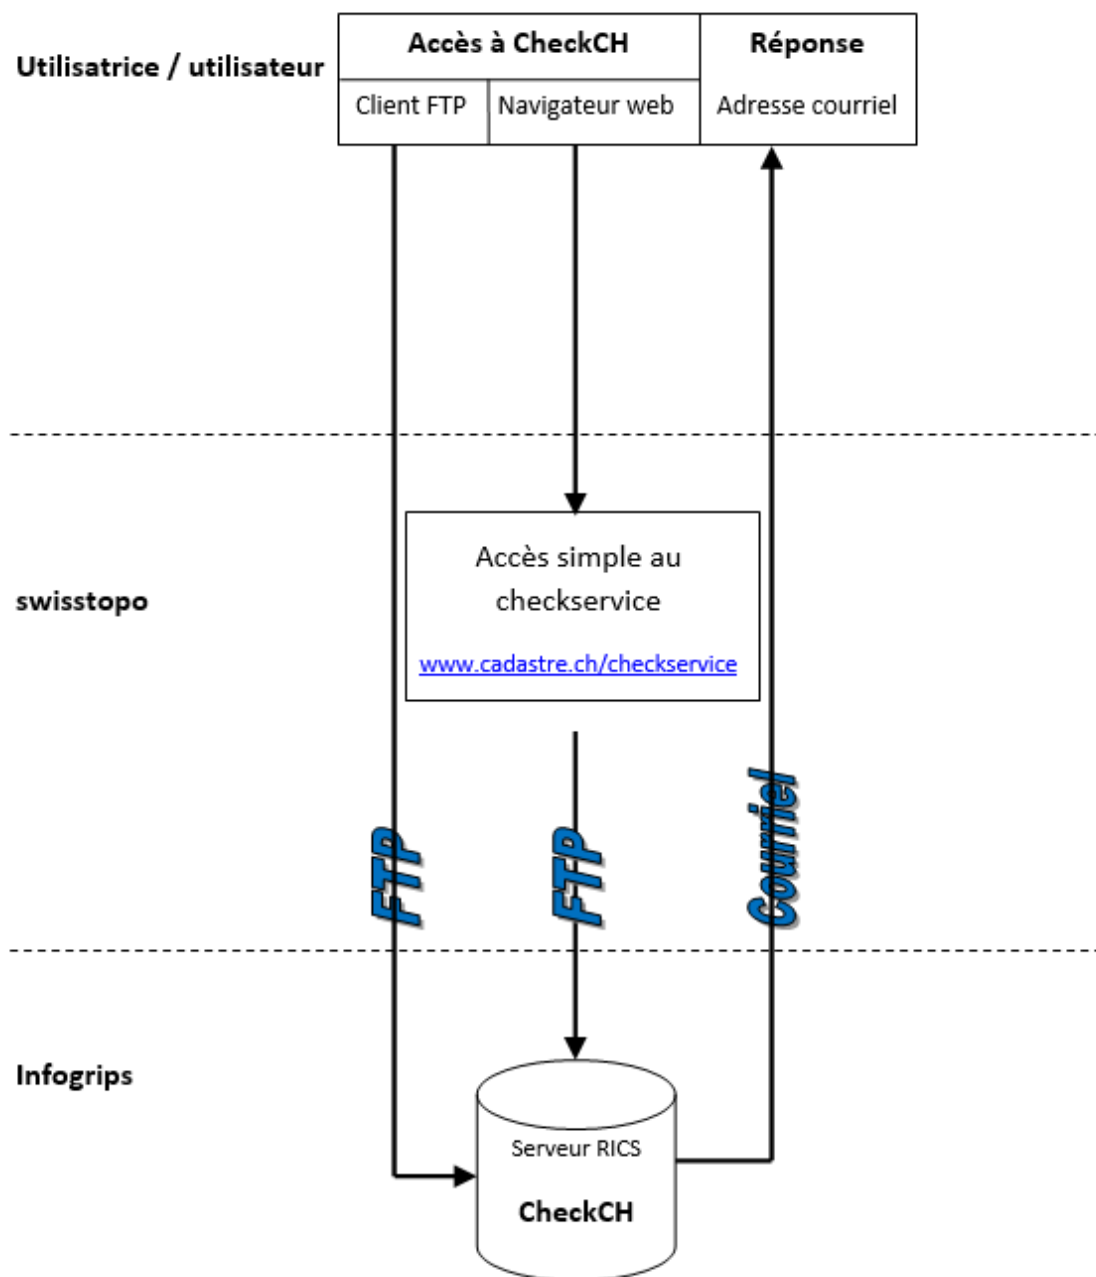 Utilisatrice / utilisateur
Accès à CheckCH
Réponse
Client FTP
Navigateur web
Adresse courriel
swisstopo
Accès simple au
checkservice
www.cadastre.ch/checkservice
FTP
FTP
Courriel
Infogrips
Serveur RICS
CheckCH